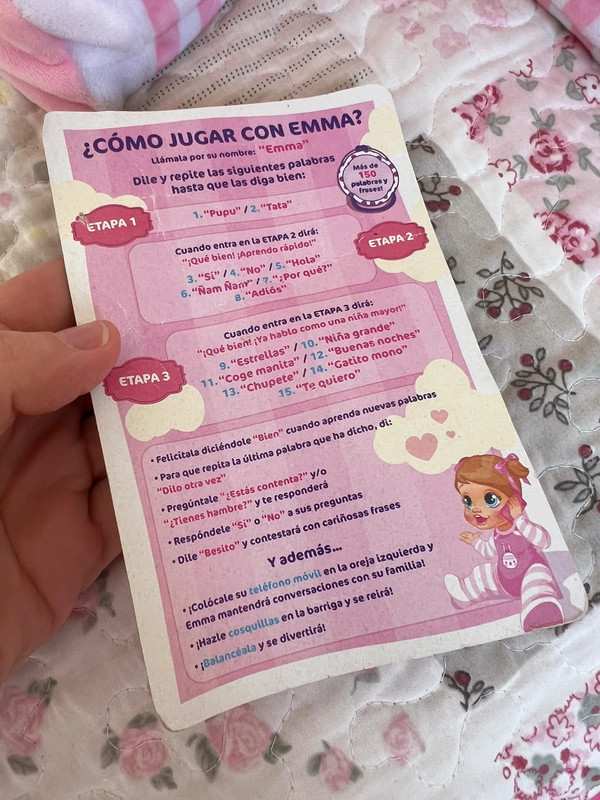 ¿CÓMO JUGAR CON EMMA?
Llámala por su nombre: "Emma"
Dile y repite las siguientes palabras
hasta que las diga bien:
Más de
150
palabras y
frases!
ETAPA 1
1. "Pupu" / 2. "Tata"
ETAPA 2
Cuando entra en la ETAPA 2 dirá:
"¡Qué bien! ¡Aprendo rápido!"
3. "Sí" / 4. "No" / 5. "Hola"
6. "Ñam Ñam" / 7. "¿Por qué?"
8. "Adiós"
ETAPA 3
Cuando entra en la ETAPA 3 dirá:
"¡Qué bien! ¡Ya hablo como una niña mayor!"
9. "Estrellas" / 10. "Niña grande"
11. "Coge manita" / 12. "Buenas noches"
13. "Chupete" / 14. "Gatito mono"
15. "Te quiero"
• Felicítala diciéndole "Bien" cuando aprenda nuevas palabras
• Para que repita la última palabra que ha dicho, di:
"Dilo otra vez"
• Pregúntale "¿Estás contenta?" y/o
"¿Tienes hambre?" y te responderá
• Respóndele "Sí" o "No" a sus preguntas
• Dile "Besito" y contestará con cariñosas frases
Y además...
• ¡Colócale su teléfono móvil en la oreja izquierda y
Emma mantendrá conversaciones con su familia!
• ¡Hazle cosquillas en la barriga y se reirá!
• ¡Balancéala y se divertirá!